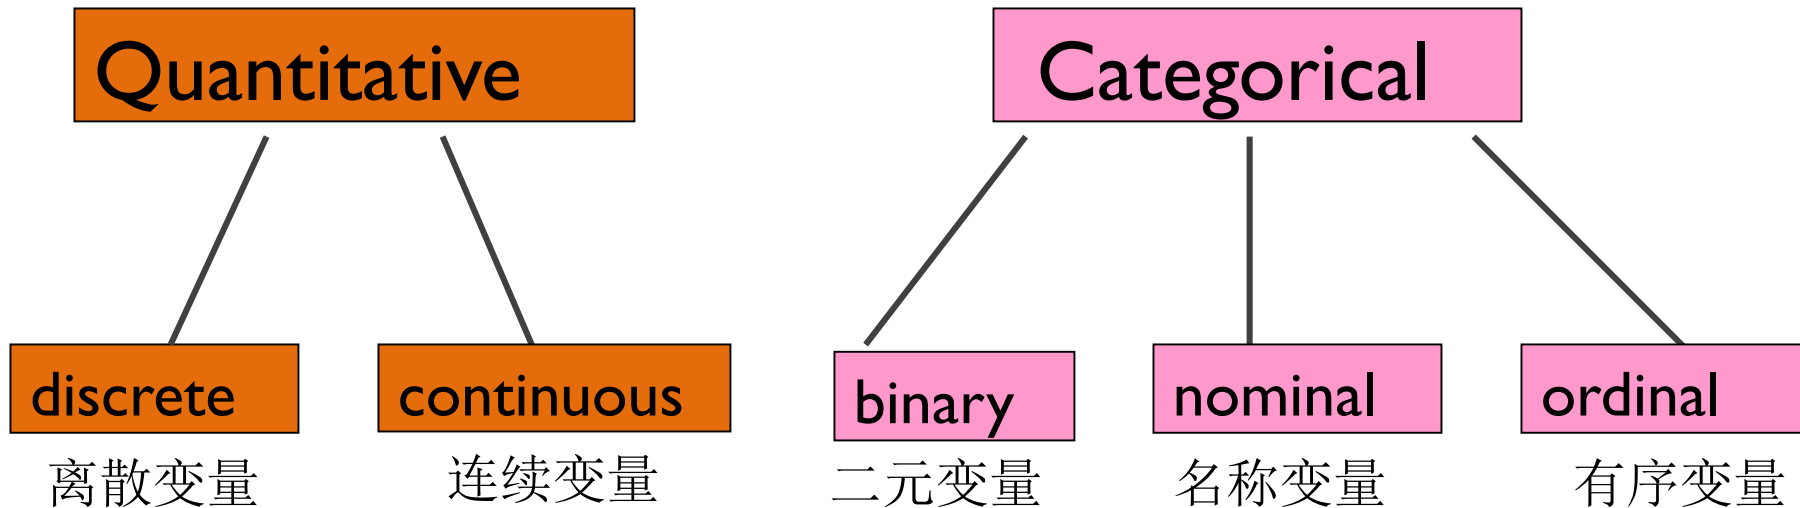 Quantitative
Categorical
discrete
continuous
binary
nominal
ordinal
离散变量
连续变量
二元变量
名称变量
有序变量